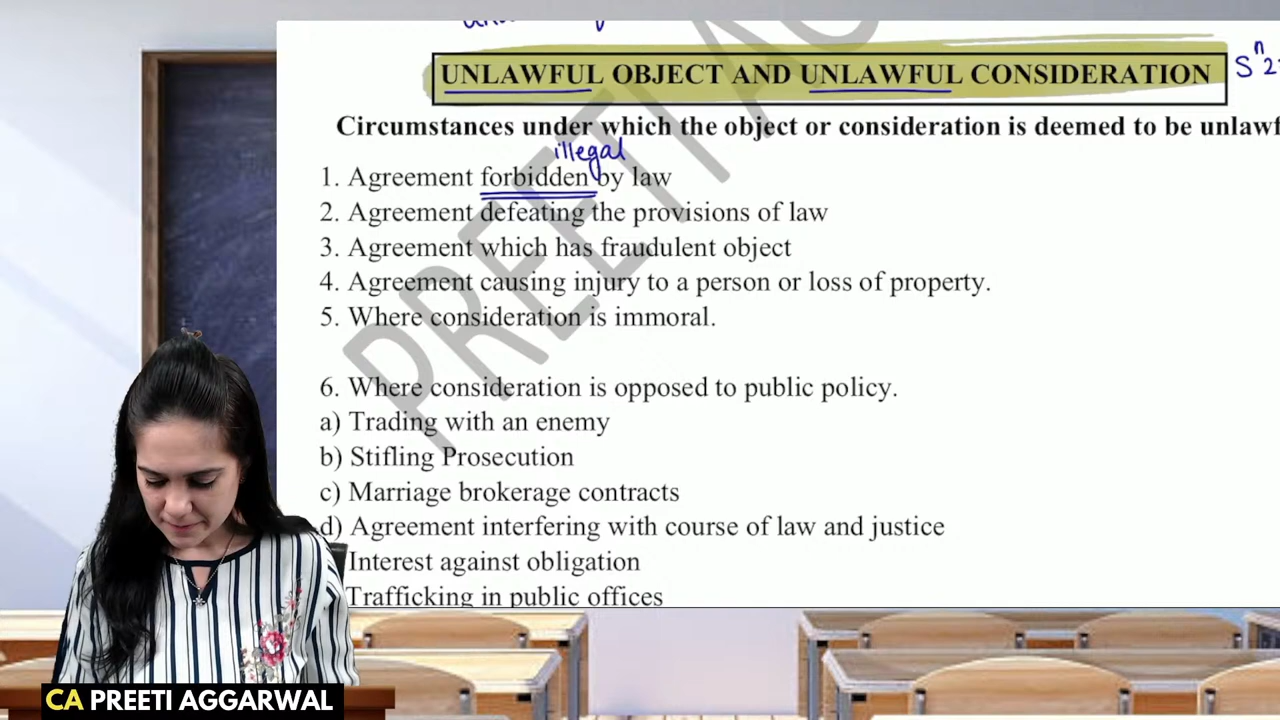 UNLAWFUL OBJECT AND UNLAWFUL CONSIDERATION
Circumstances under which the object or consideration is deemed to be
illegal
1. Agreement forbidden by law
2. Agreement defeating the provisions of law
3. Agreement which has fraudulent object
4. Agreement causing injury to a person or loss of property.
5. Where consideration is immoral.
6. Where consideration is opposed to public policy.
a) Trading with an enemy
b) Stifling Prosecution
c) Marriage brokerage contracts
d) Agreement interfering with course of law and justice
Interest against obligation
Trafficking in public offices
CA PREETI AGGARWAL